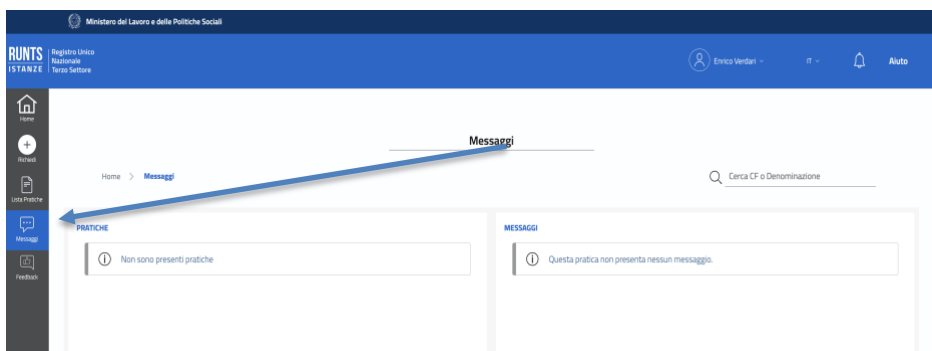 Ministero del Lavoro e delle Politiche Sociali
RUNTS
ISTANZE
Registro Unico
Nazionale
Terzo Settore
Enrico Verdari
IT
Aiuto
Home
Richiedi
Lista Pratiche
Messaggi
Feedback
Messaggi
Home > Messaggi
Cerca CF o Denominazione
PRATICHE
Non sono presenti pratiche
MESSAGGI
Questa pratica non presenta nessun messaggio.